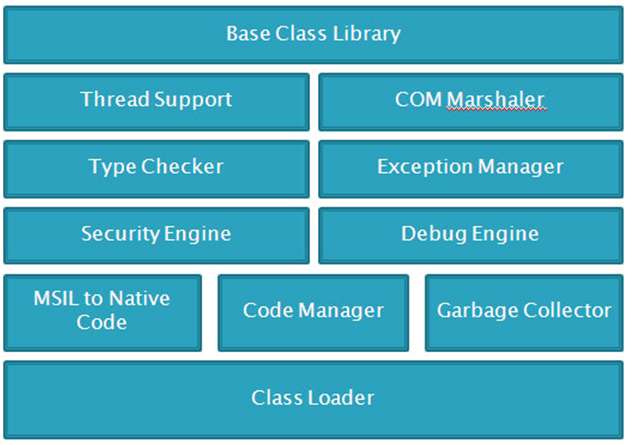 Base Class Library
Thread Support
COM Marshaler
Type Checker
Exception Manager
Security Engine
Debug Engine
MSIL to Native
Code
Code Manager
Garbage Collector
Class Loader